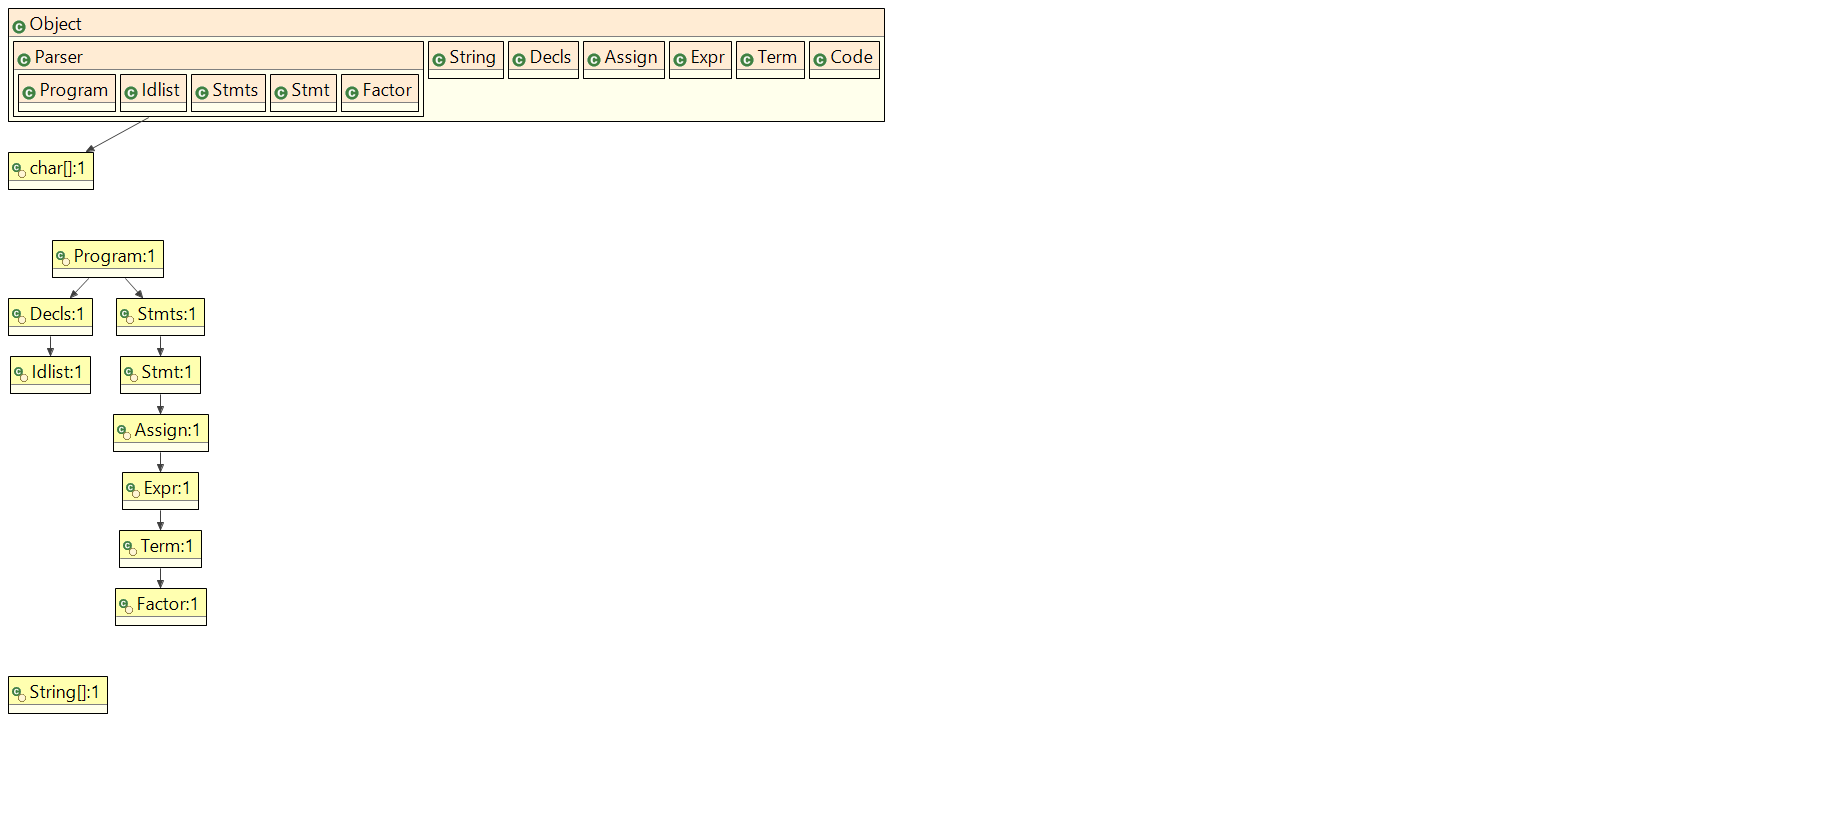 Object
Parser String Decls Assign Expr Term Code
Program Idlist Stmts Stmt Factor
char[]:1
Program:1
Decls:1 Stmts:1
Idlist:1 Stmt:1
Assign:1
Expr:1
Term:1
Factor:1
String[]:1